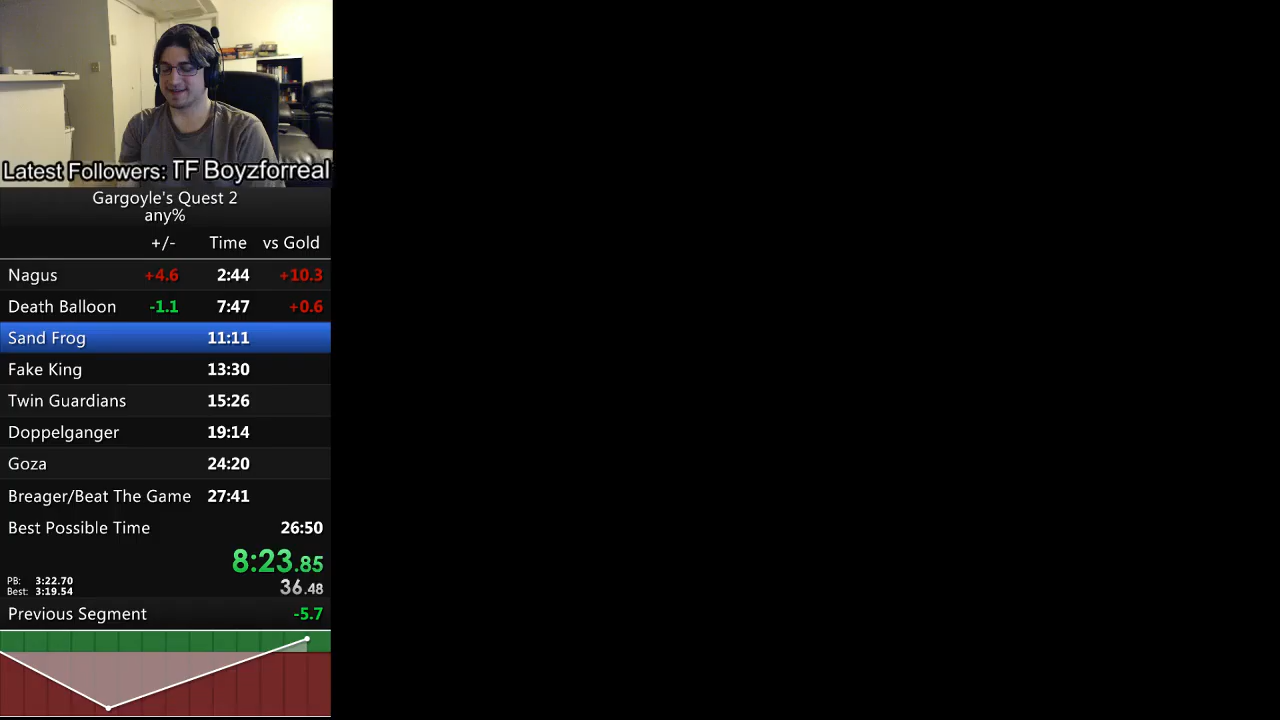 Latest Followers: TF Boyzforreal
Gargoyle's Quest 2
any%
+/- Time vs Gold
Nagus +4.6 2:44 +10.3
Death Balloon -1.1 7:47 +0.6
Sand Frog 11:11
Fake King 13:30
Twin Guardians 15:26
Doppelganger 19:14
Goza 24:20
Breager/Beat The Game 27:41
Best Possible Time 26:50
8:23.85
PB: 3:22.70 36.48
Best: 3:19.54
Previous Segment -5.7